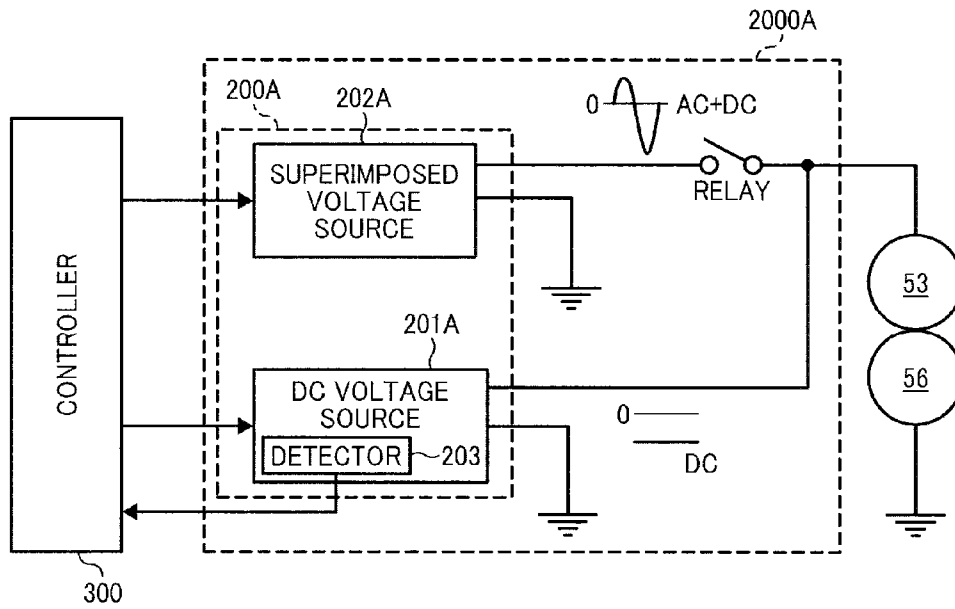 2000A
200A
202A
0
AC+DC
SUPERIMPOSED
VOLTAGE
SOURCE
RELAY
CONTROLLER
53
201A
56
DC VOLTAGE
SOURCE
0
DETECTOR
203
DC
300